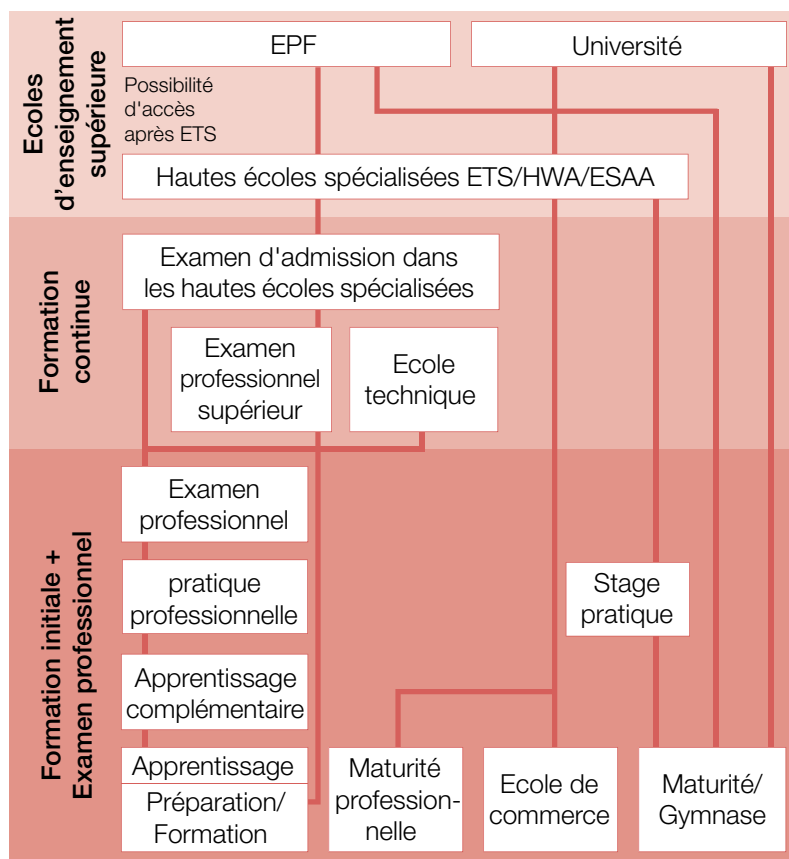 EPF
Université
Ecoles
d'enseignement
supérieure
Possibilité
d'accès
après ETS
Hautes écoles spécialisées ETS/HWA/ESAA
Formation
continue
Examen d'admission dans
les hautes écoles spécialisées
Examen
professionnel
supérieur
Ecole
technique
Formation initiale +
Examen professionnel
Examen
professionnel
pratique
professionnelle
Stage
pratique
Apprentissage
complémentaire
Apprentissage
Préparation/
Formation
Maturité
profession-
nelle
Ecole de
commerce
Maturité/
Gymnase